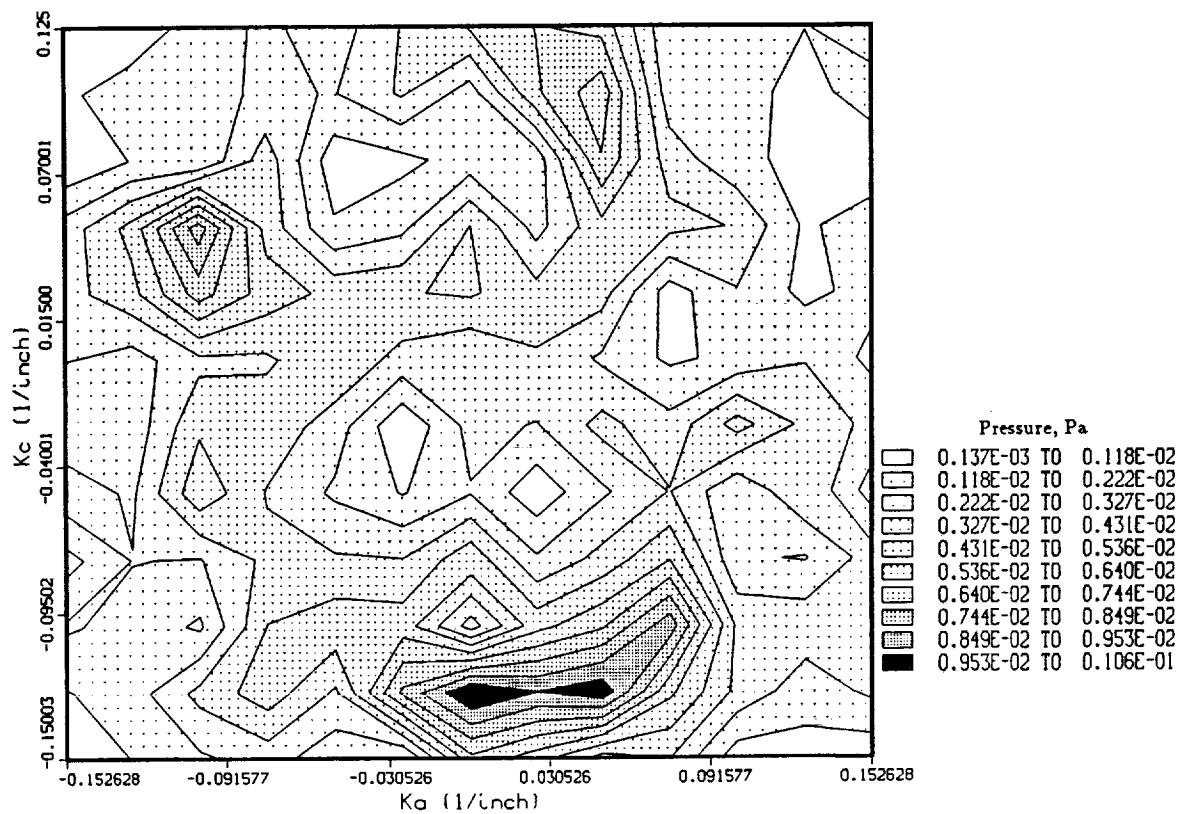 0.125
0.07001
0.01500
-0.04001
-0.09502
-0.15003
Kc (1/inch)
-0.152628 -0.091577 -0.030526 0.030526 0.091577 0.152628
Ka (1/inch)
Pressure, Pa
0.137E-03 TO 0.118E-02
0.118E-02 TO 0.222E-02
0.222E-02 TO 0.327E-02
0.327E-02 TO 0.431E-02
0.431E-02 TO 0.536E-02
0.536E-02 TO 0.640E-02
0.640E-02 TO 0.744E-02
0.744E-02 TO 0.849E-02
0.849E-02 TO 0.953E-02
0.953E-02 TO 0.106E-01